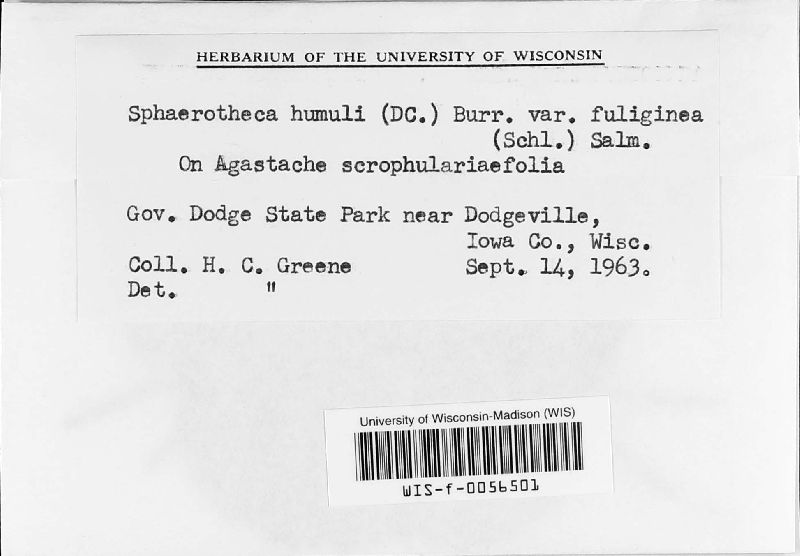 HERBARIUM OF THE UNIVERSITY OF WISCONSIN
Sphaerotheca humuli (DC.) Burr. var. fuliginea
(Schl.) Salm.
On Agastache scrophulariaefolia
Gov. Dodge State Park near Dodgeville,
Iowa Co., Wisc.
Coll. H. C. Greene Sept. 14, 1963.
Det. "
University of Wisconsin-Madison (WIS)
WIS-f-0056501